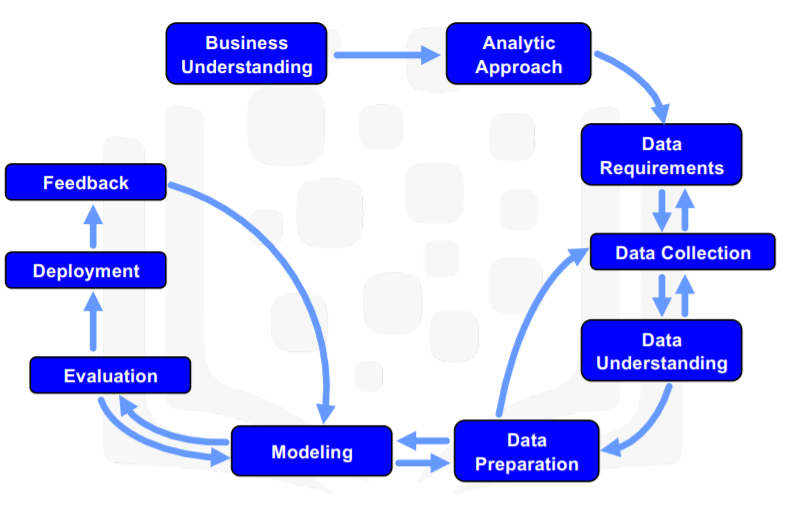 Business
Understanding
Analytic
Approach
Data
Requirements
Data Collection
Data
Understanding
Data
Preparation
Modeling
Evaluation
Deployment
Feedback